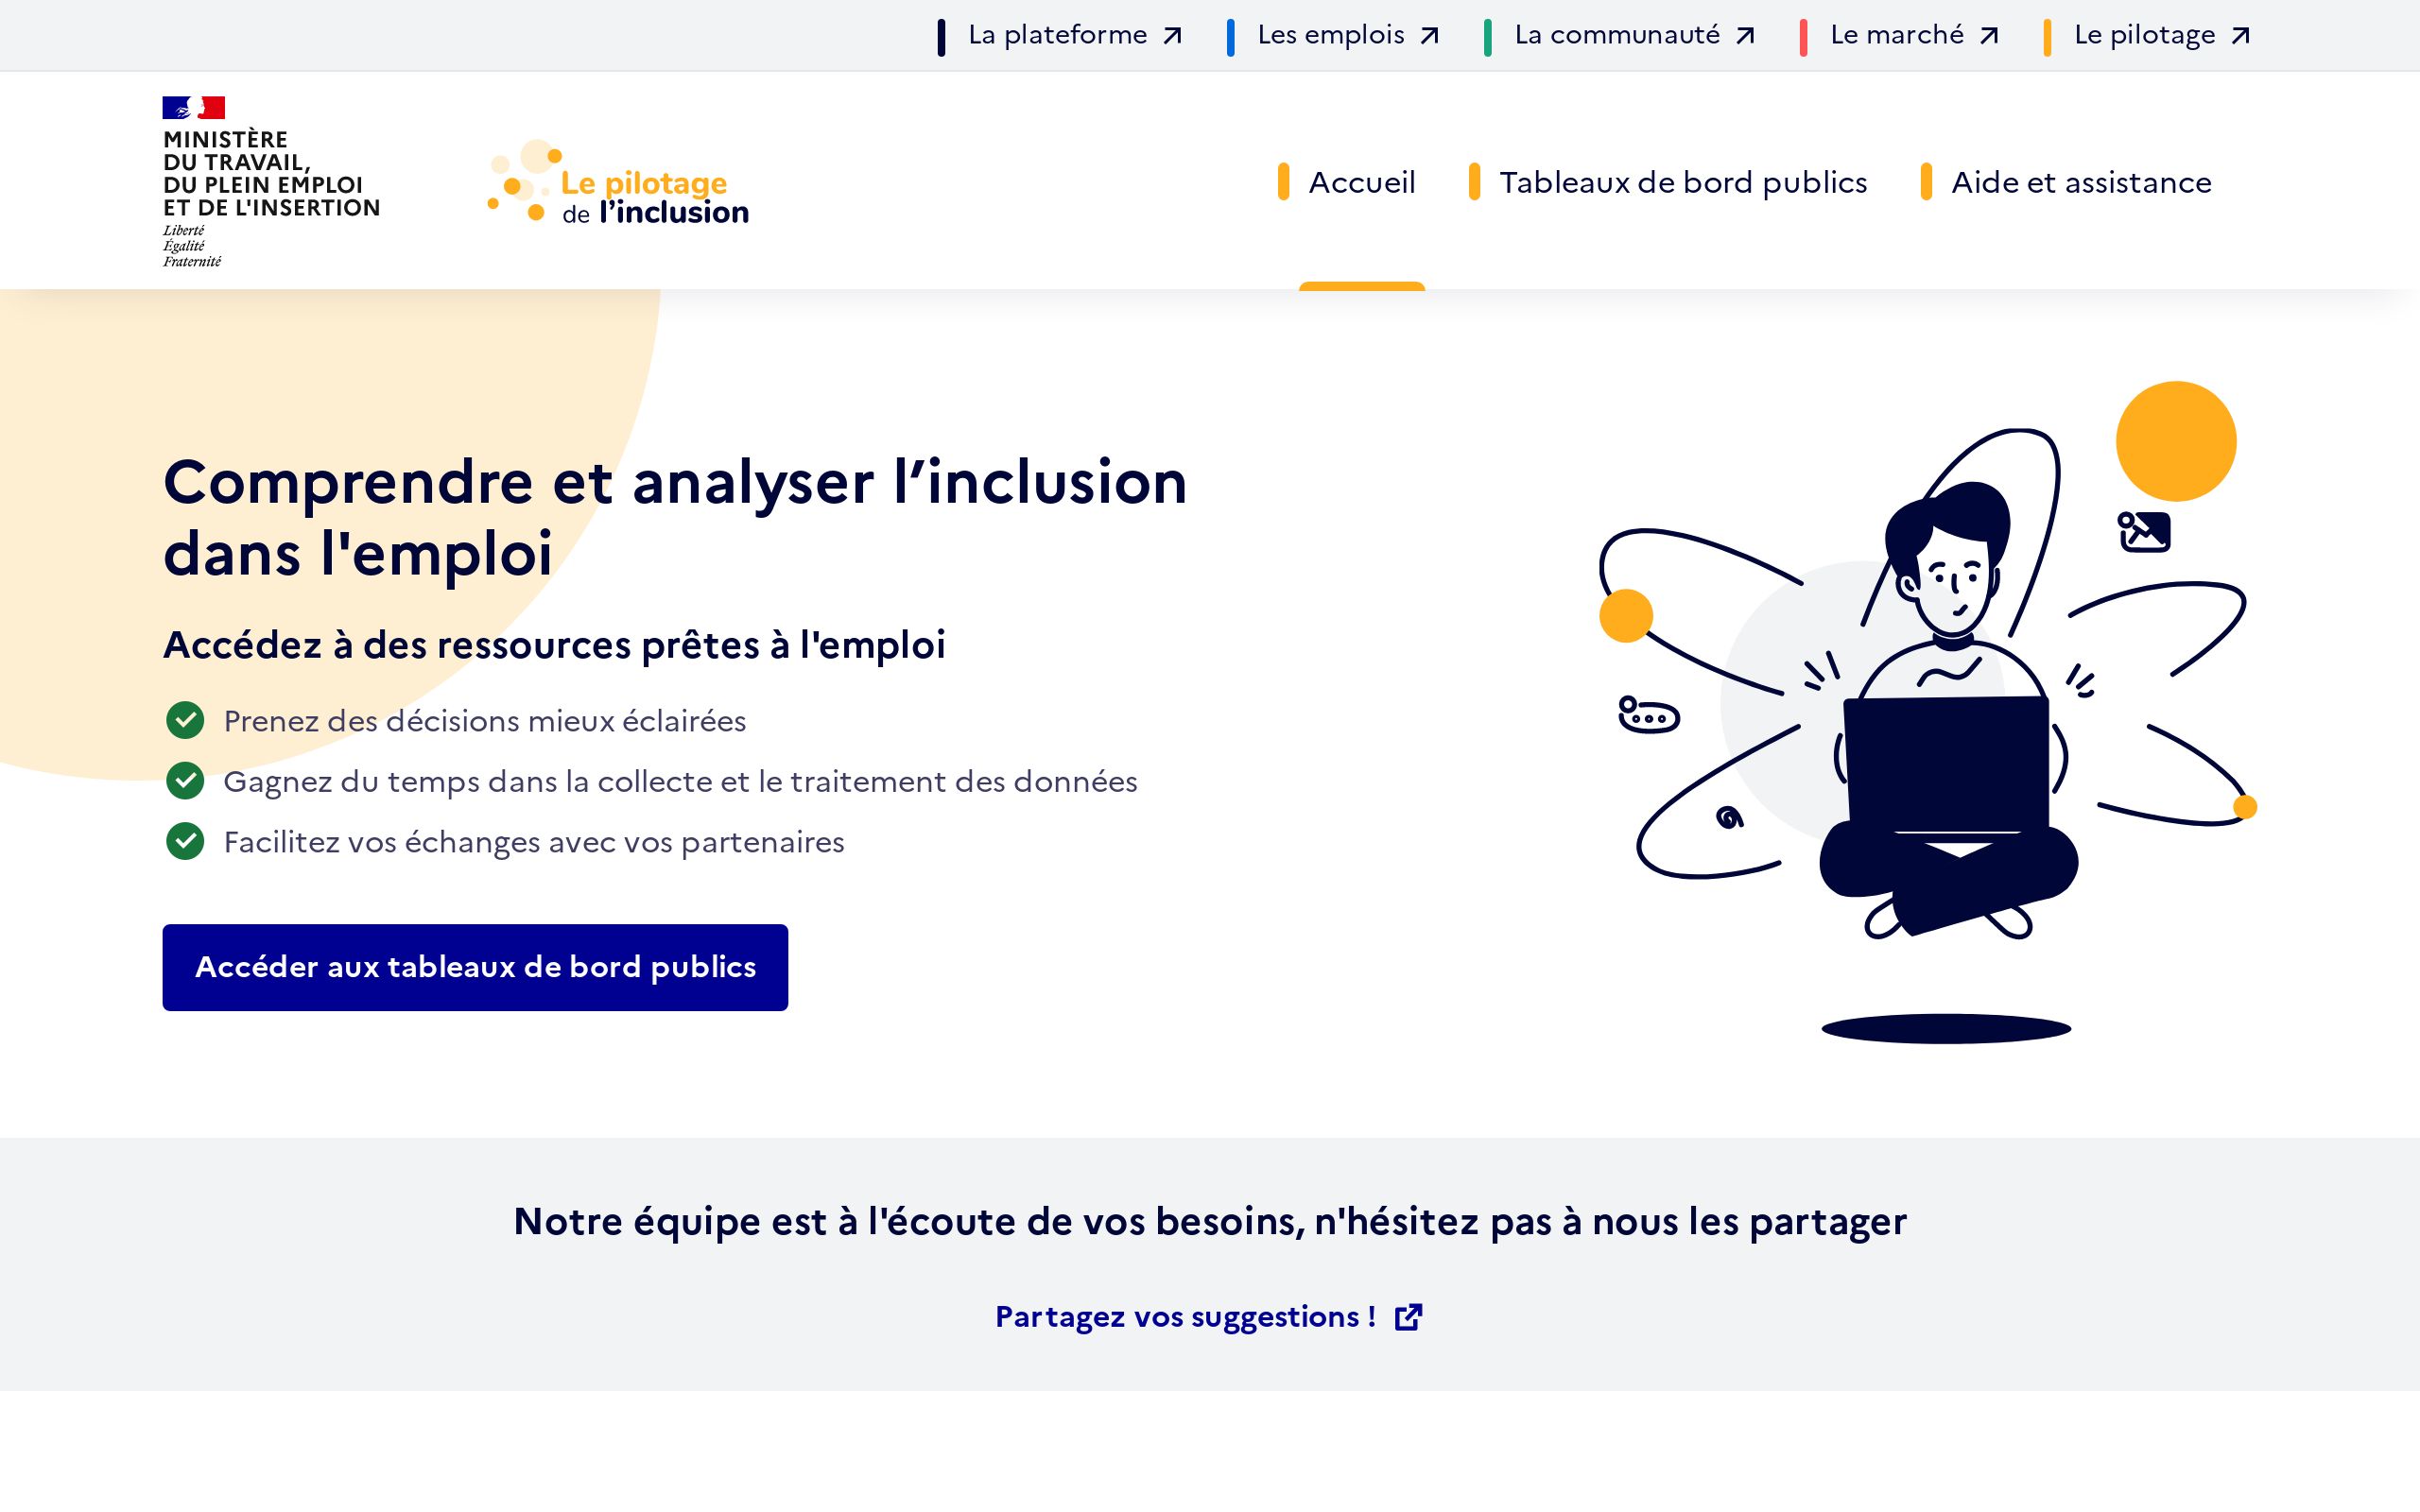 La plateforme
Les emplois
La communauté
Le marché
Le pilotage
MINISTÈRE
DU TRAVAIL,
DU PLEIN EMPLOI
ET DE L'INSERTION
Liberté
Égalité
Fraternité
Le pilotage
de l’inclusion
Accueil
Tableaux de bord publics
Aide et assistance
Comprendre et analyser l’inclusion
dans l'emploi
Accédez à des ressources prêtes à l'emploi
Prenez des décisions mieux éclairées
Gagnez du temps dans la collecte et le traitement des données
Facilitez vos échanges avec vos partenaires
Accéder aux tableaux de bord publics
Notre équipe est à l'écoute de vos besoins, n'hésitez pas à nous les partager
Partagez vos suggestions !